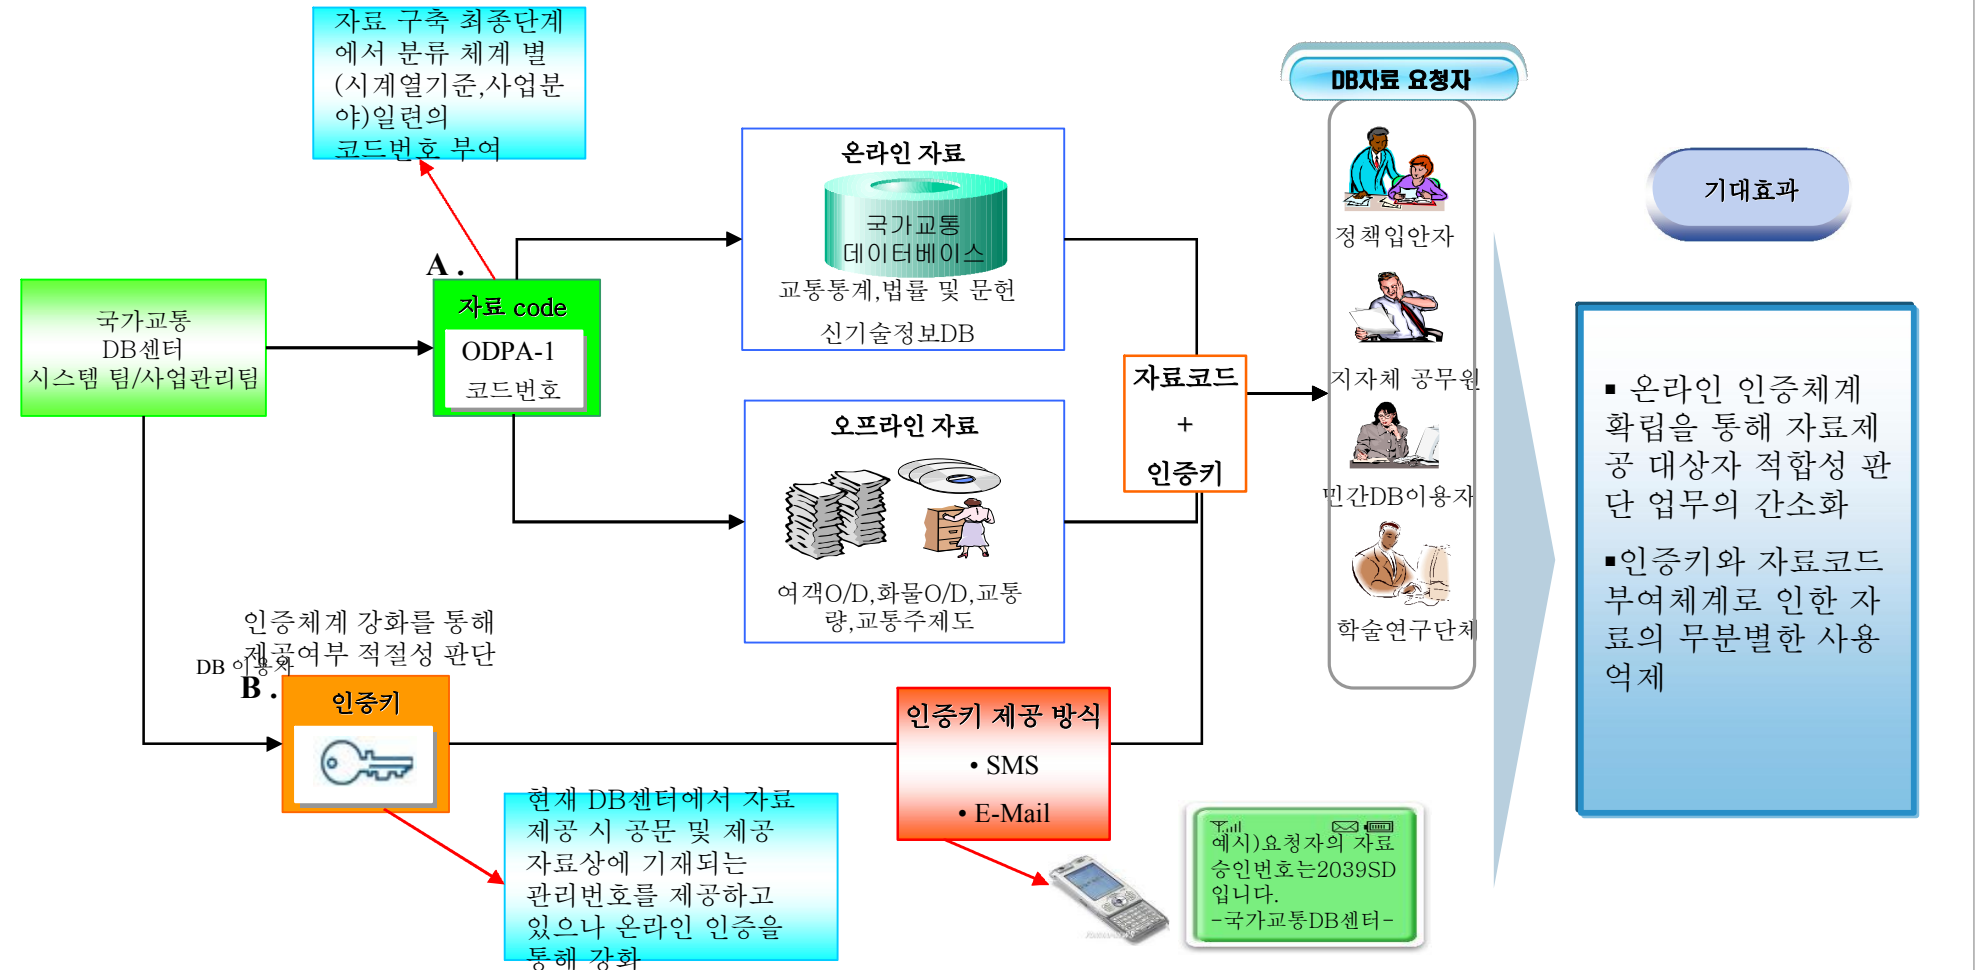 자료 구축 최종단계
에서 분류 체계 별
(시계열기준,사업분
야)일련의
코드번호 부여
A .
국가교통
DB센터
시스템 팀/사업관리팀
자료 code
ODPA-1
코드번호
온라인 자료
국가교통
데이터베이스
교통통계,법률 및 문헌
신기술정보DB
오프라인 자료
여객O/D,화물O/D,교통
량,교통주제도
인증체계 강화를 통해
제공여부 적절성 판단
DB 이용자
B .
인증키
현재 DB센터에서 자료
제공 시 공문 및 제공
자료상에 기재되는
관리번호를 제공하고
있으나 온라인 인증을
통해 강화
인증키 제공 방식
• SMS
• E-Mail
예시)요청자의 자료
승인번호는2039SD
입니다.
-국가교통DB센터-
자료코드
+
인증키
DB자료 요청자
정책입안자
지자체 공무원
민간DB이용자
학술연구단체
기대효과
▪ 온라인 인증체계
확립을 통해 자료제
공 대상자 적합성 판
단 업무의 간소화
▪인증키와 자료코드
부여체계로 인한 자
료의 무분별한 사용
억제